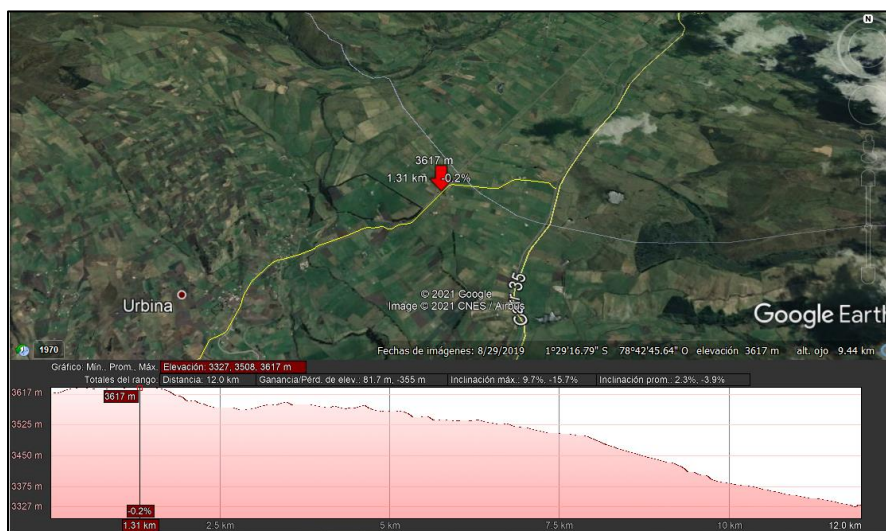 N
3617 m
1.31 km -0.2%
Urbina
Carr 35
© 2021 Google
Image © 2021 CNES / Airbus
Google Earth
1970
Fechas de imágenes: 8/29/2019 1°29'16.79" S 78°42'45.64" O elevación 3617 m alt. ojo 9.44 km
Gráfico: Mín., Prom., Máx. Elevación: 3327, 3508, 3617 m
Totales del rango: Distancia: 12.0 km Ganancia/Pérd. de elev.: 81.7 m, -355 m Inclinación máx.: 9.7%, -15.7% Inclinación prom.: 2.3%, -3.9%
3617 m
3617 m
3525 m
3450 m
3375 m
3327 m
-0.2%
1.31 km 2.5 km 5 km 7.5 km 10 km 12.0 km